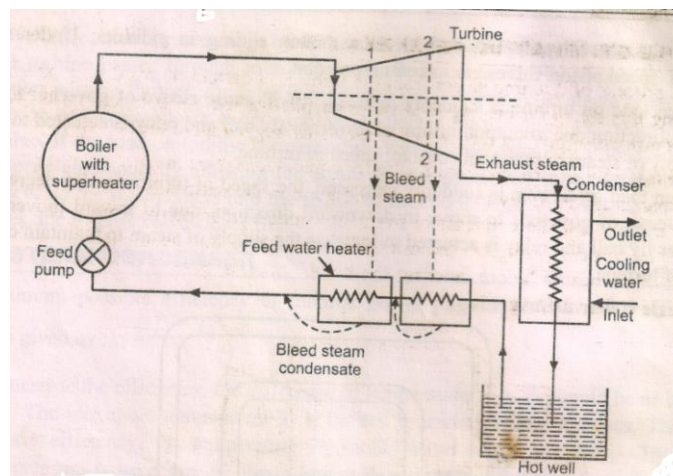 Turbine
2
Boiler
with
superheater
2
Exhaust steam
Condenser
Bleed
steam
Outlet
Feed water heater
Feed
pump
Cooling
water
Inlet
Bleed steam
condensate
Hot well